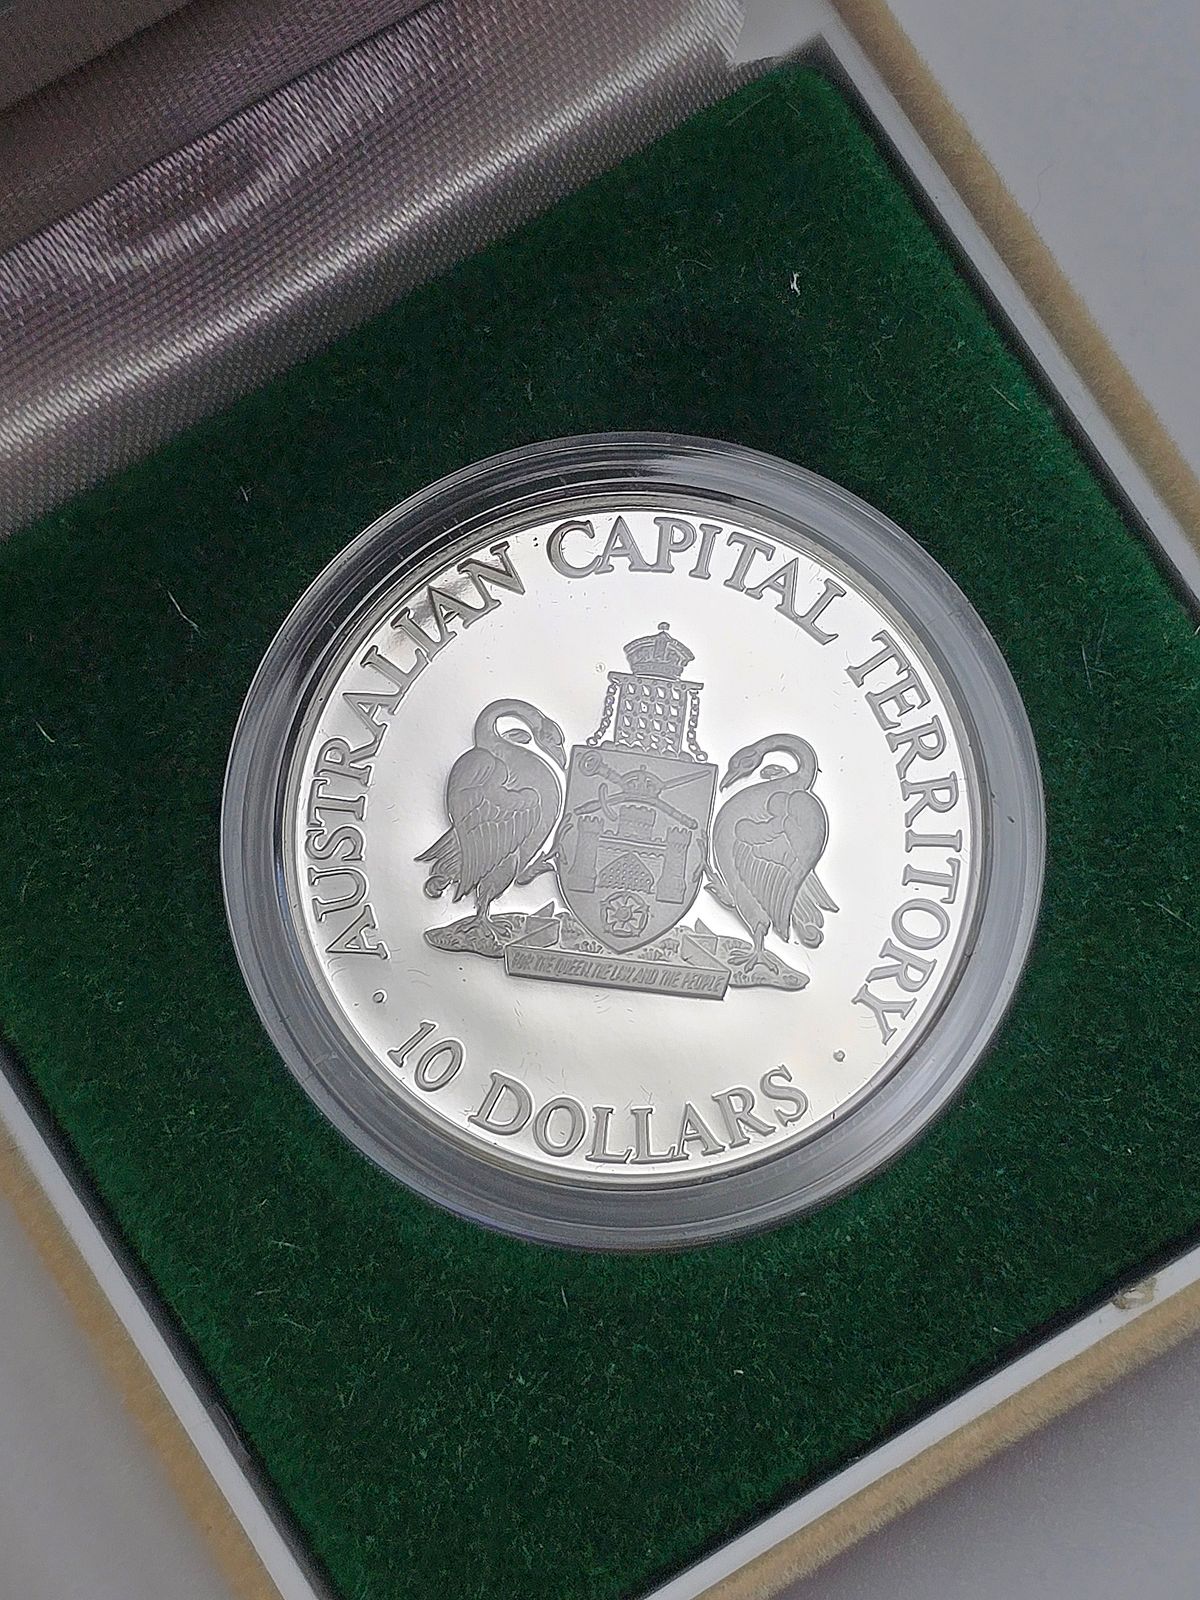 · AUSTRALIAN CAPITAL TERRITORY ·
FOR THE QUEEN THE LAW AND THE PEOPLE
10 DOLLARS